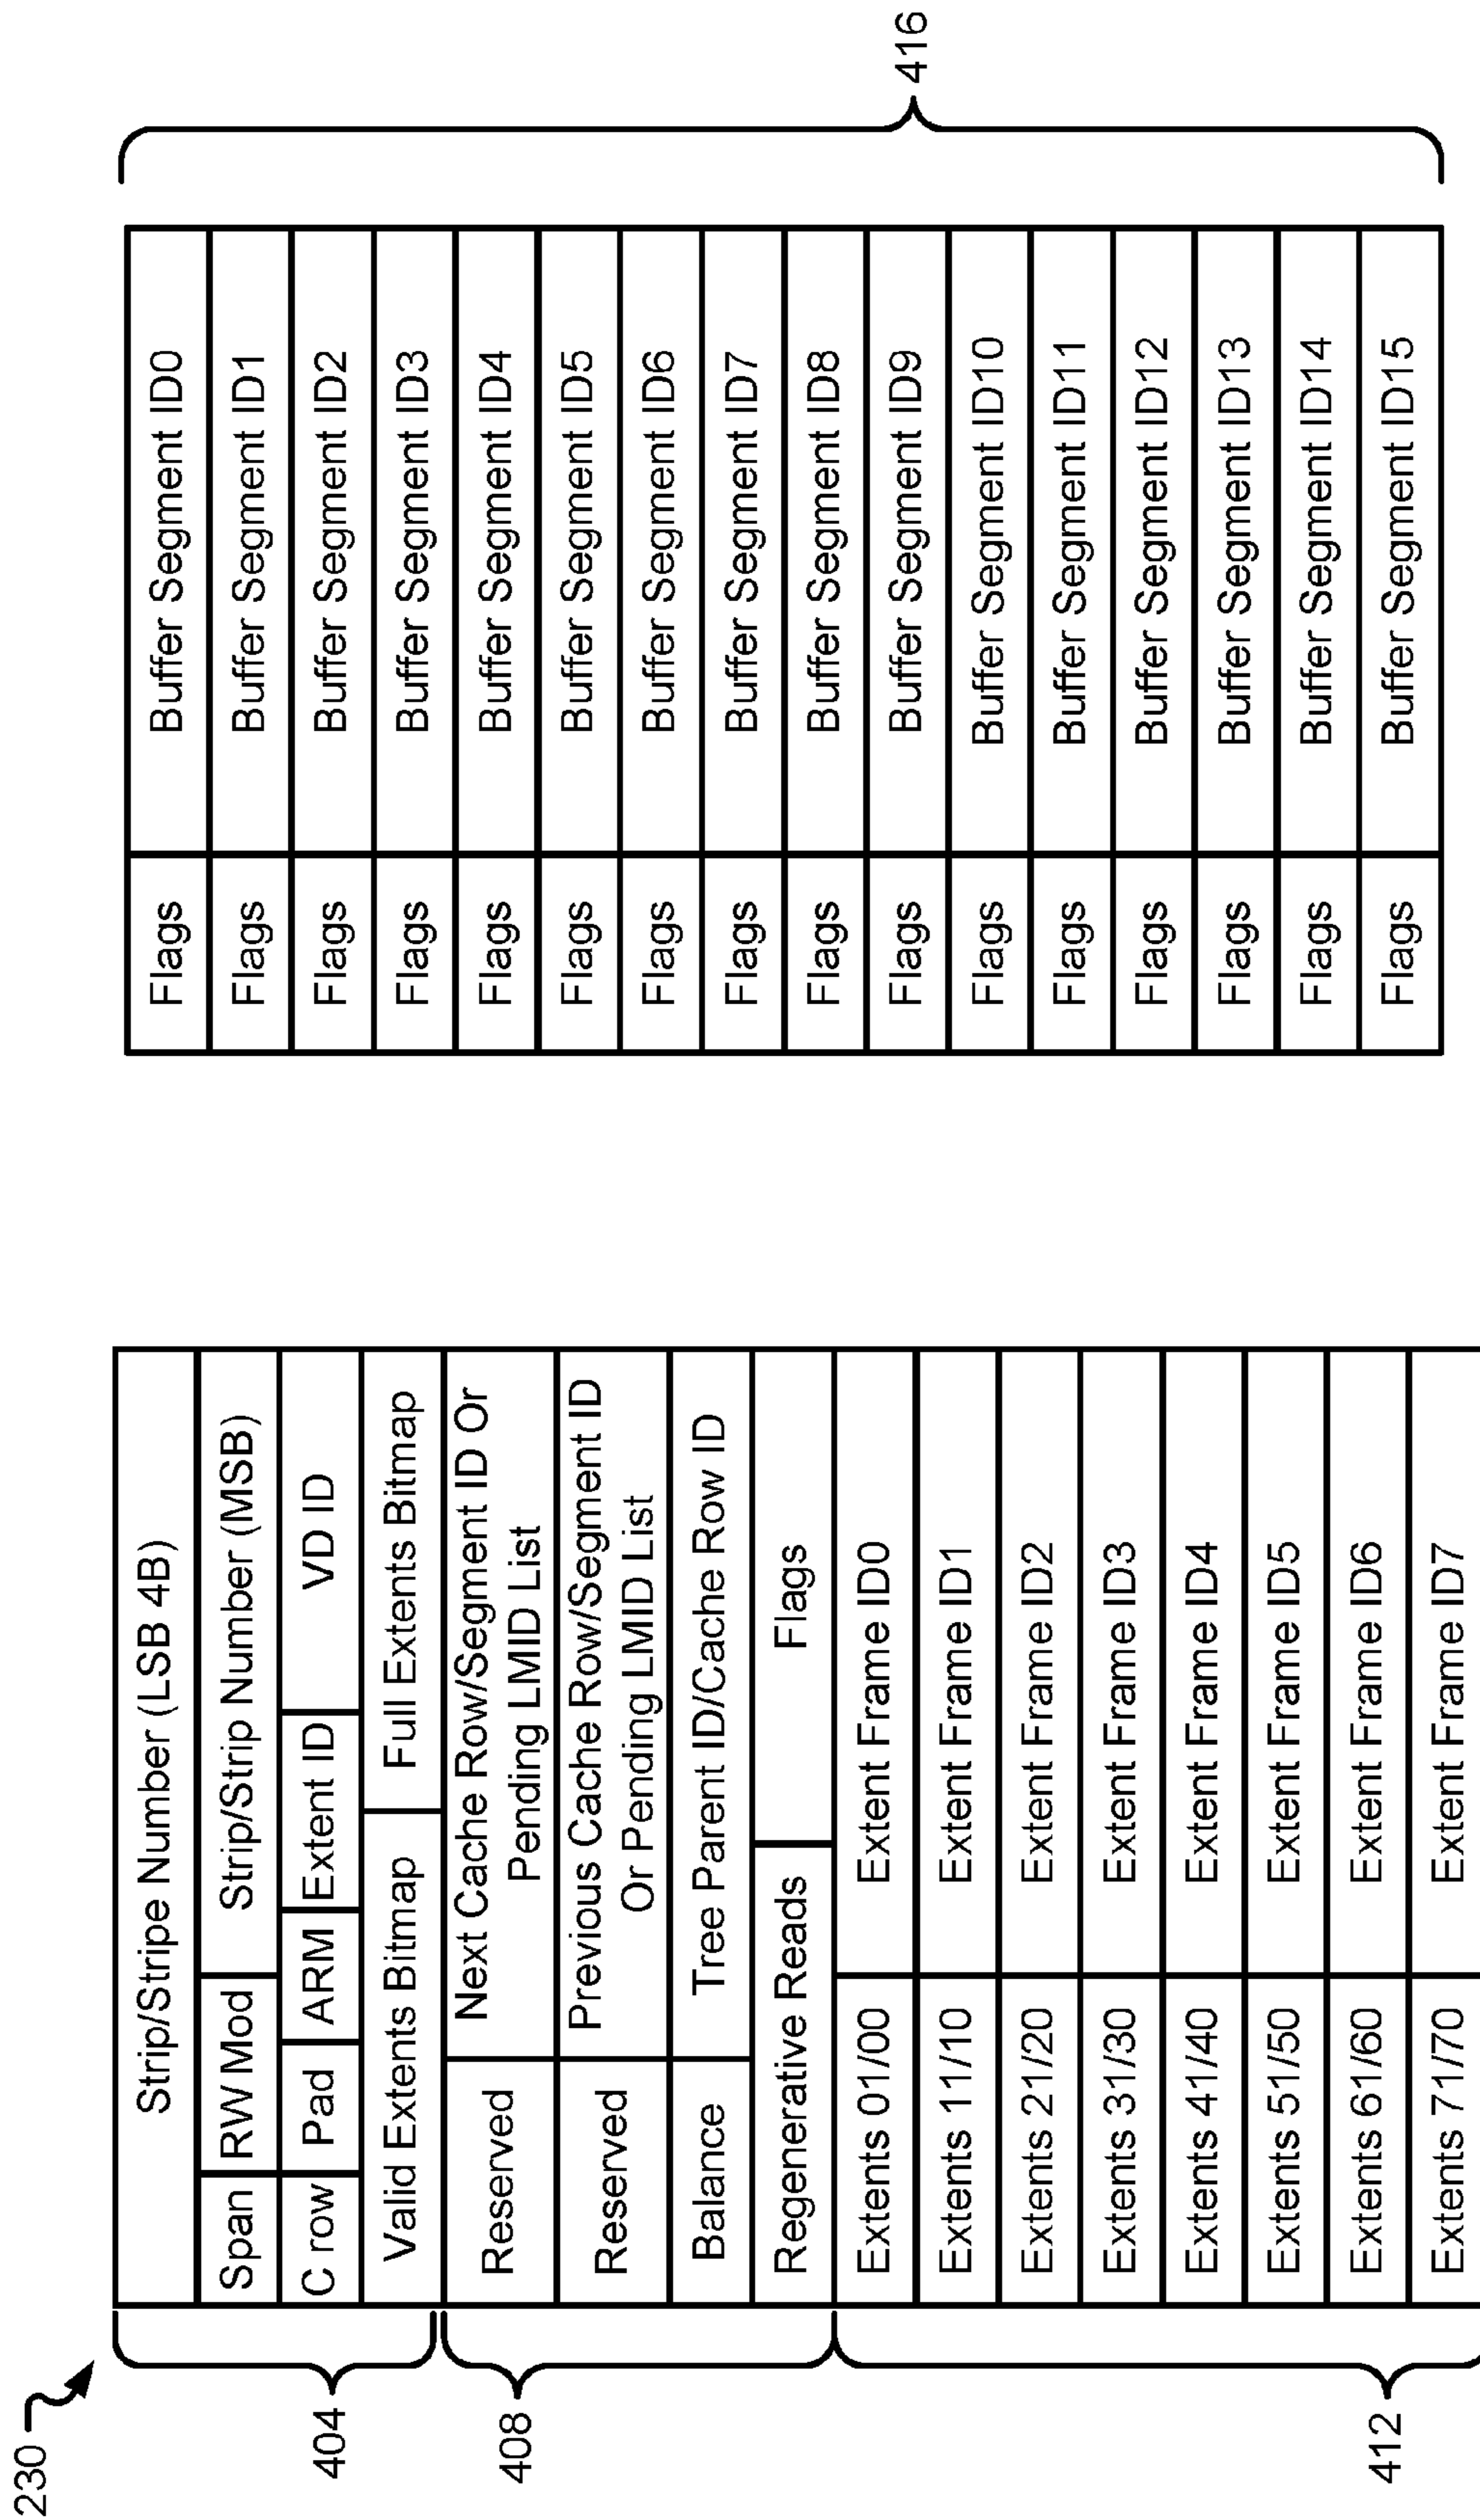 230
404
Strip/Stripe Number (LSB 4B)
Span RW Mod Strip/Strip Number (MSB)
C row Pad ARM Extent ID VD ID
Valid Extents Bitmap Full Extents Bitmap
408
Reserved Next Cache Row/Segment ID Or
Pending LMID List
Reserved Previous Cache Row/Segment ID
Or Pending LMID List
Balance Tree Parent ID/Cache Row ID
Regenerative Reads Flags
412
Extents 01/00 Extent Frame ID0
Extents 11/10 Extent Frame ID1
Extents 21/20 Extent Frame ID2
Extents 31/30 Extent Frame ID3
Extents 41/40 Extent Frame ID4
Extents 51/50 Extent Frame ID5
Extents 61/60 Extent Frame ID6
Extents 71/70 Extent Frame ID7
Flags Buffer Segment ID0
Flags Buffer Segment ID1
Flags Buffer Segment ID2
Flags Buffer Segment ID3
Flags Buffer Segment ID4
Flags Buffer Segment ID5
Flags Buffer Segment ID6
Flags Buffer Segment ID7
Flags Buffer Segment ID8
Flags Buffer Segment ID9
Flags Buffer Segment ID10
Flags Buffer Segment ID11
Flags Buffer Segment ID12
Flags Buffer Segment ID13
Flags Buffer Segment ID14
Flags Buffer Segment ID15
416